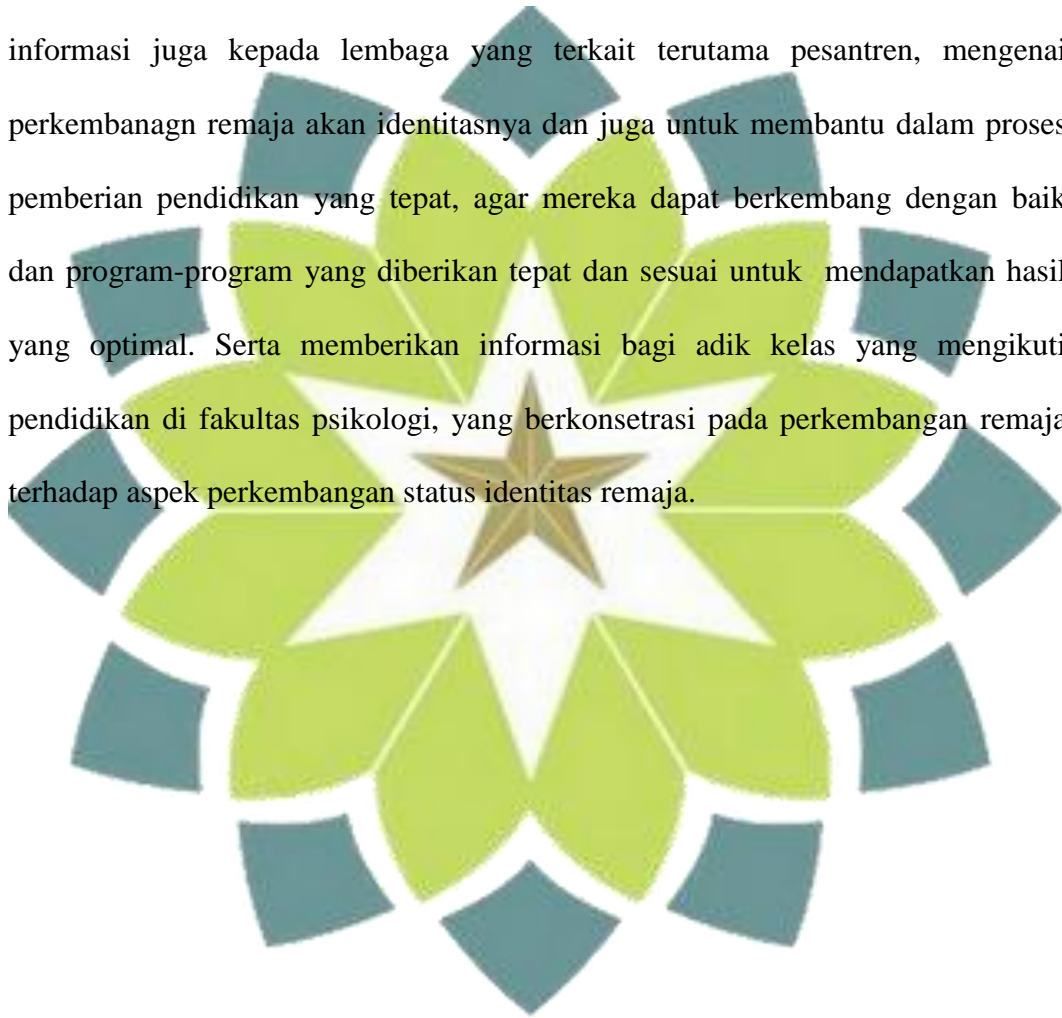 informasi juga kepada lembaga yang terkait terutama pesantren, mengenai
perkembanagn remaja akan identitasnya dan juga untuk membantu dalam proses
pemberian pendidikan yang tepat, agar mereka dapat berkembang dengan baik
dan program-program yang diberikan tepat dan sesuai untuk mendapatkan hasil
yang optimal. Serta memberikan informasi bagi adik kelas yang mengikuti
pendidikan di fakultas psikologi, yang berkonsetrasi pada perkembangan remaja
terhadap aspek perkembangan status identitas remaja.